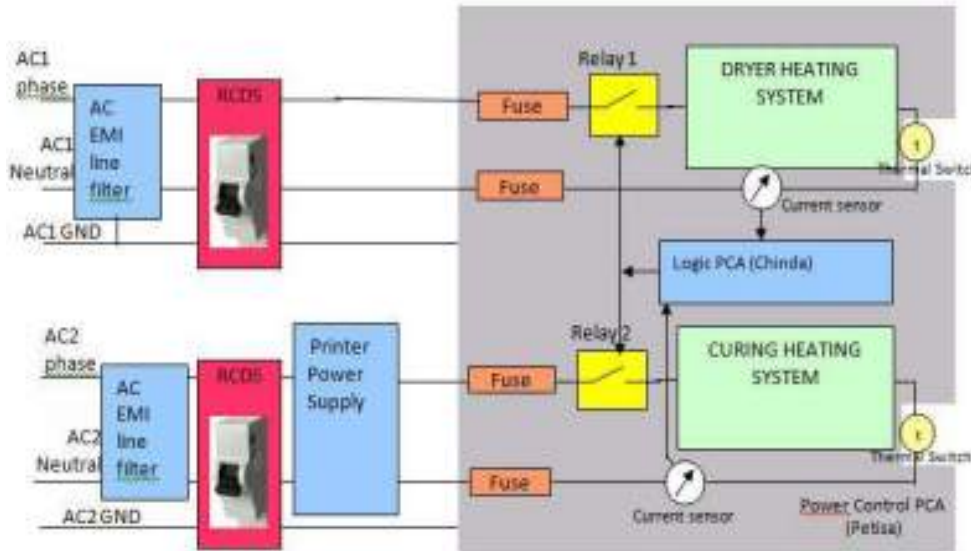 AC1
phase
AC1
Neutral
AC1 GND
AC
EMI
line
filter
RCDS
Fuse
Fuse
Relay 1
DRYER HEATING
SYSTEM
t
Thermal Switch
Current sensor
Logic PCA (Chinda)
AC2
phase
AC2
Neutral
AC2 GND
AC
EMI
line
filter
RCDS
Printer
Power
Supply
Fuse
Fuse
Relay 2
CURING HEATING
SYSTEM
t
Thermal Switch
Current sensor
Power Control PCA
(Petisa)